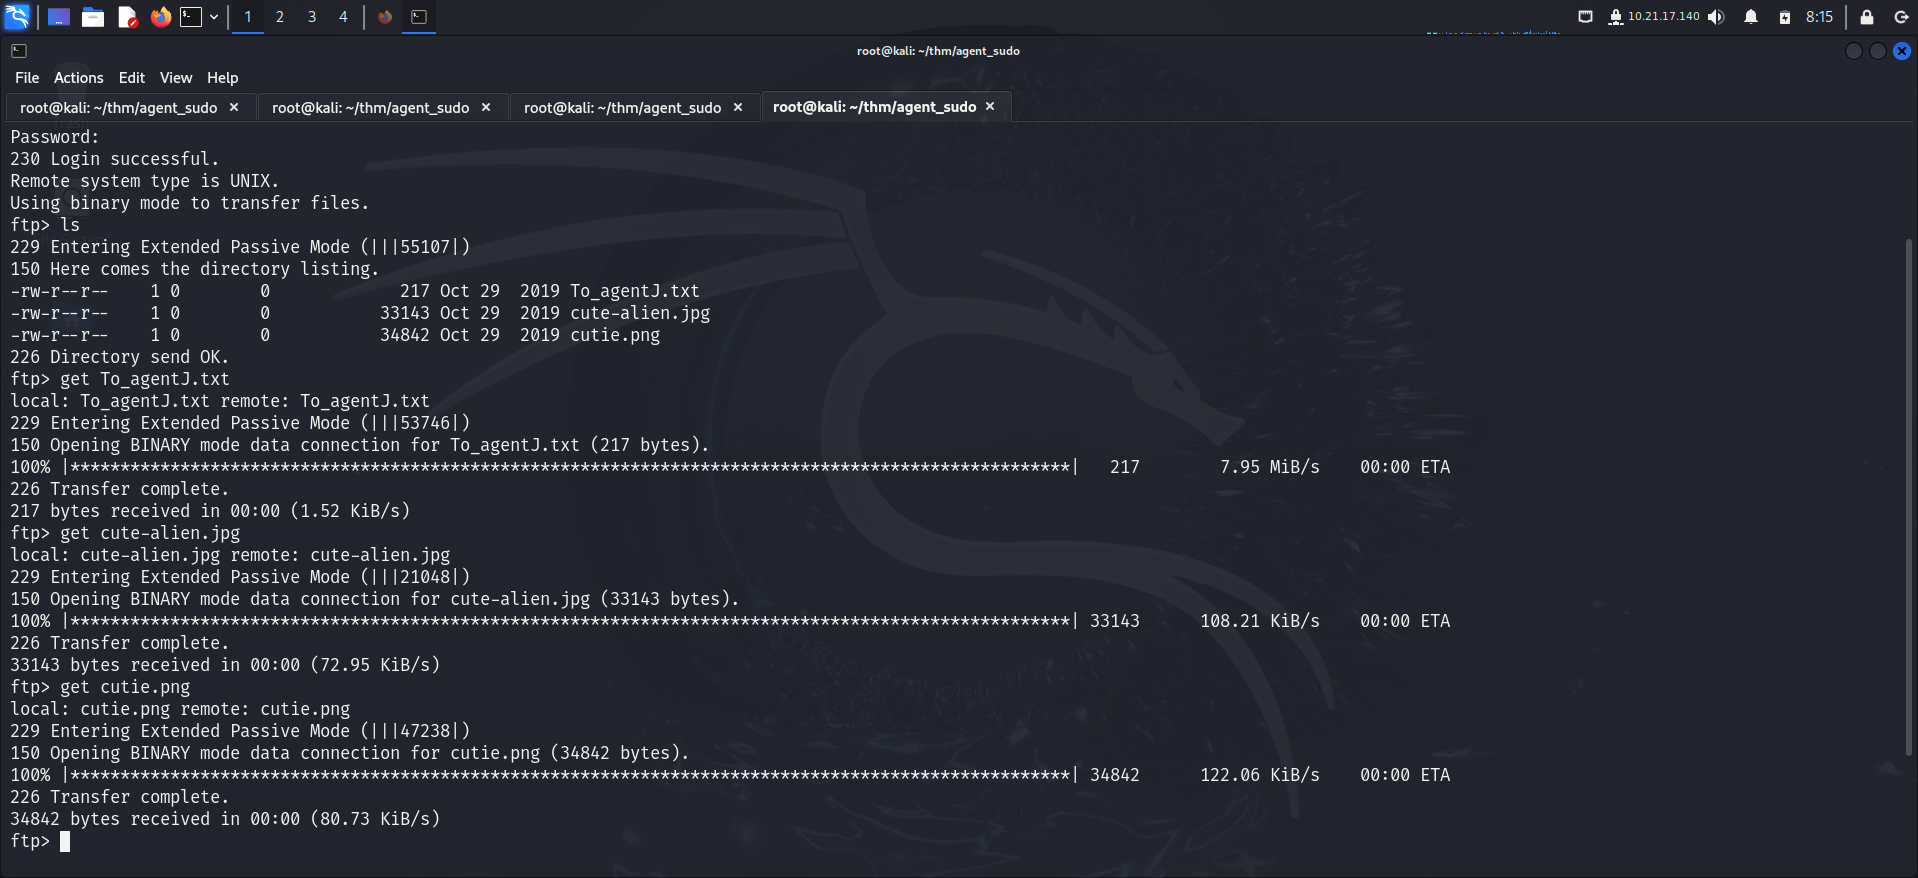 1 2 3 4 10.21.17.140 8:15
root@kali: ~/thm/agent_sudo
File Actions Edit View Help
root@kali: ~/thm/agent_sudo × root@kali: ~/thm/agent_sudo × root@kali: ~/thm/agent_sudo × root@kali: ~/thm/agent_sudo ×
Password:
230 Login successful.
Remote system type is UNIX.
Using binary mode to transfer files.
ftp> ls
229 Entering Extended Passive Mode (|||55107|)
150 Here comes the directory listing.
-rw-r--r--    1 0        0             217 Oct 29  2019 To_agentJ.txt
-rw-r--r--    1 0        0           33143 Oct 29  2019 cute-alien.jpg
-rw-r--r--    1 0        0           34842 Oct 29  2019 cutie.png
226 Directory send OK.
ftp> get To_agentJ.txt
local: To_agentJ.txt remote: To_agentJ.txt
229 Entering Extended Passive Mode (|||53746|)
150 Opening BINARY mode data connection for To_agentJ.txt (217 bytes).
100% |****************************************************************************************************|   217        7.95 MiB/s    00:00 ETA
226 Transfer complete.
217 bytes received in 00:00 (1.52 KiB/s)
ftp> get cute-alien.jpg
local: cute-alien.jpg remote: cute-alien.jpg
229 Entering Extended Passive Mode (|||21048|)
150 Opening BINARY mode data connection for cute-alien.jpg (33143 bytes).
100% |****************************************************************************************************| 33143      108.21 KiB/s    00:00 ETA
226 Transfer complete.
33143 bytes received in 00:00 (72.95 KiB/s)
ftp> get cutie.png
local: cutie.png remote: cutie.png
229 Entering Extended Passive Mode (|||47238|)
150 Opening BINARY mode data connection for cutie.png (34842 bytes).
100% |****************************************************************************************************| 34842      122.06 KiB/s    00:00 ETA
226 Transfer complete.
34842 bytes received in 00:00 (80.73 KiB/s)
ftp>